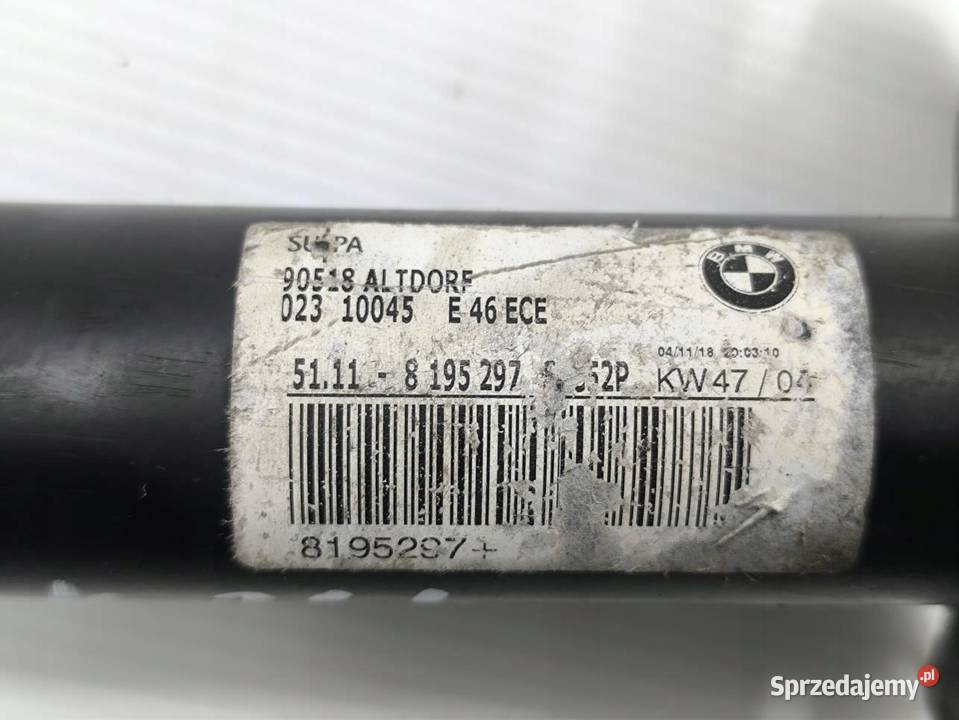 BMW
90518 ALTDORF
023 10045 E 46 ECE
04/11/18 20:03:10
51.11 - 8 195 297 KW 47 / 04
8195297+
Sprzedajemy.pl